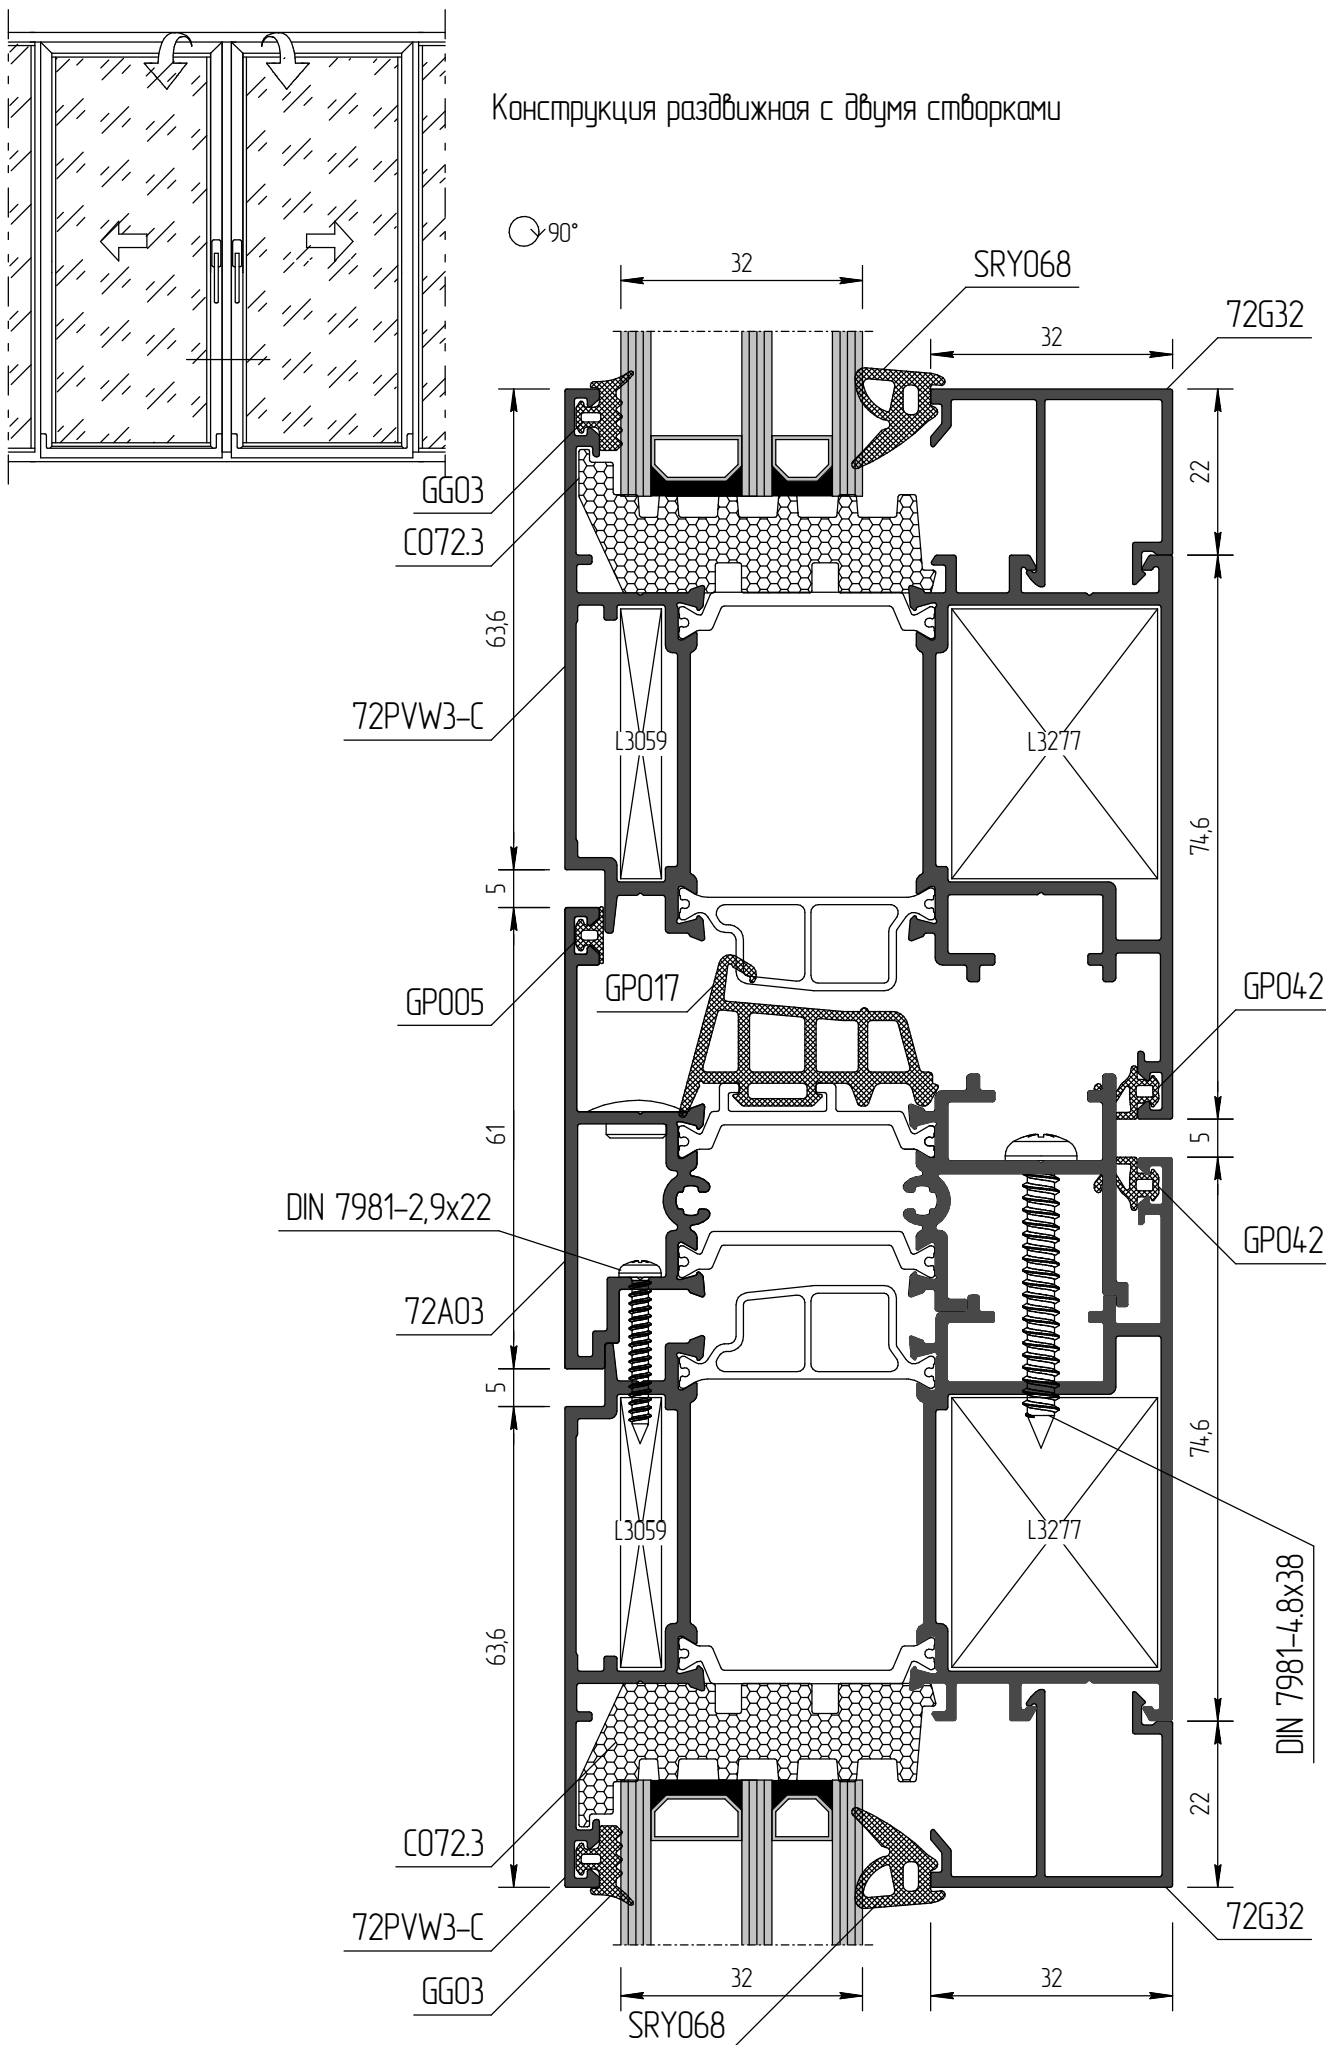 Конструкция раздвижная с двумя створками
90°
32
SRY068
72G32
32
22
GG03
C072.3
63,6
72PVW3-C
L3059
L3277
74,6
5
GP005
GP017
GP042
61
5
DIN 7981-2,9x22
GP042
72A03
5
74,6
L3059
L3277
63,6
DIN 7981-4.8x38
22
C072.3
72PVW3-C
72G32
GG03
32
32
SRY068